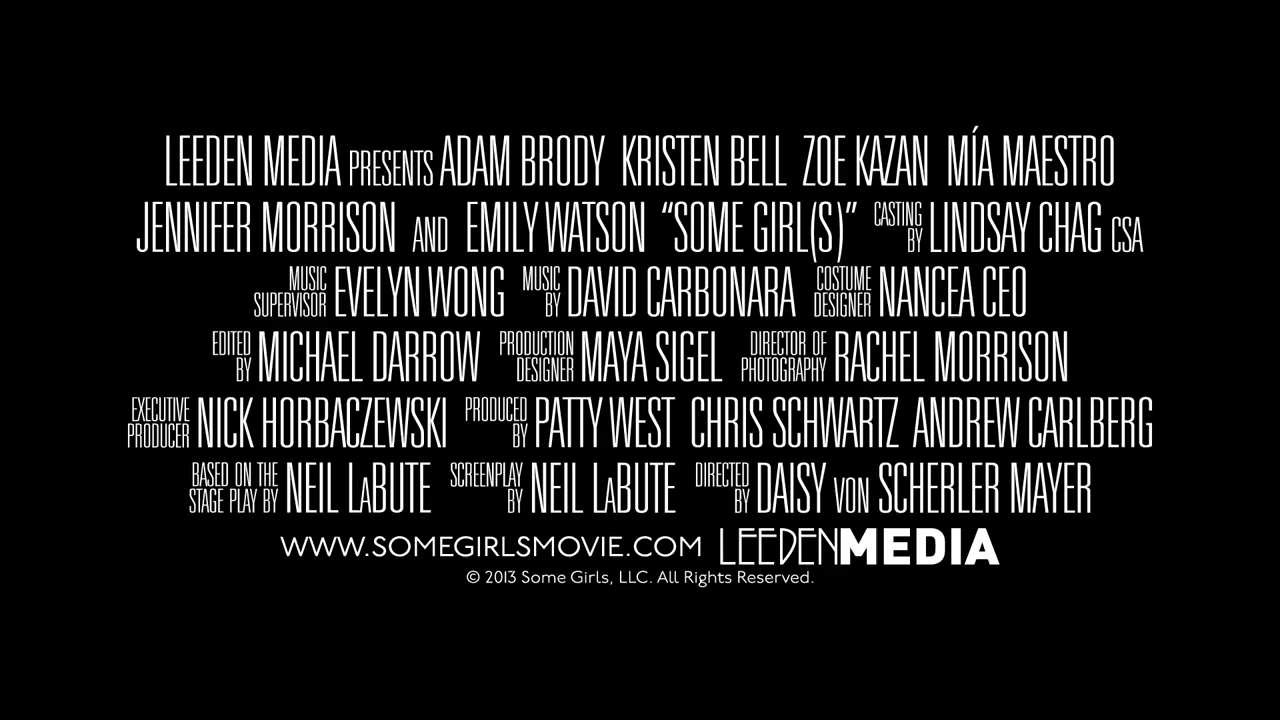 LEEDEN MEDIA PRESENTS ADAM BRODY KRISTEN BELL ZOE KAZAN MÍA MAESTRO
JENNIFER MORRISON AND EMILY WATSON “SOME GIRL(S)” CASTING BY LINDSAY CHAG CSA
MUSIC SUPERVISOR EVELYN WONG MUSIC BY DAVID CARBONARA COSTUME DESIGNER NANCEA CEO
EDITED BY MICHAEL DARROW PRODUCTION DESIGNER MAYA SIGEL DIRECTOR OF PHOTOGRAPHY RACHEL MORRISON
EXECUTIVE PRODUCER NICK HORBACZEWSKI PRODUCED BY PATTY WEST CHRIS SCHWARTZ ANDREW CARLBERG
BASED ON THE STAGE PLAY BY NEIL LABUTE SCREENPLAY BY NEIL LABUTE DIRECTED BY DAISY VON SCHERLER MAYER
WWW.SOMEGIRLSMOVIE.COM LEEDENMEDIA
© 2013 Some Girls, LLC. All Rights Reserved.